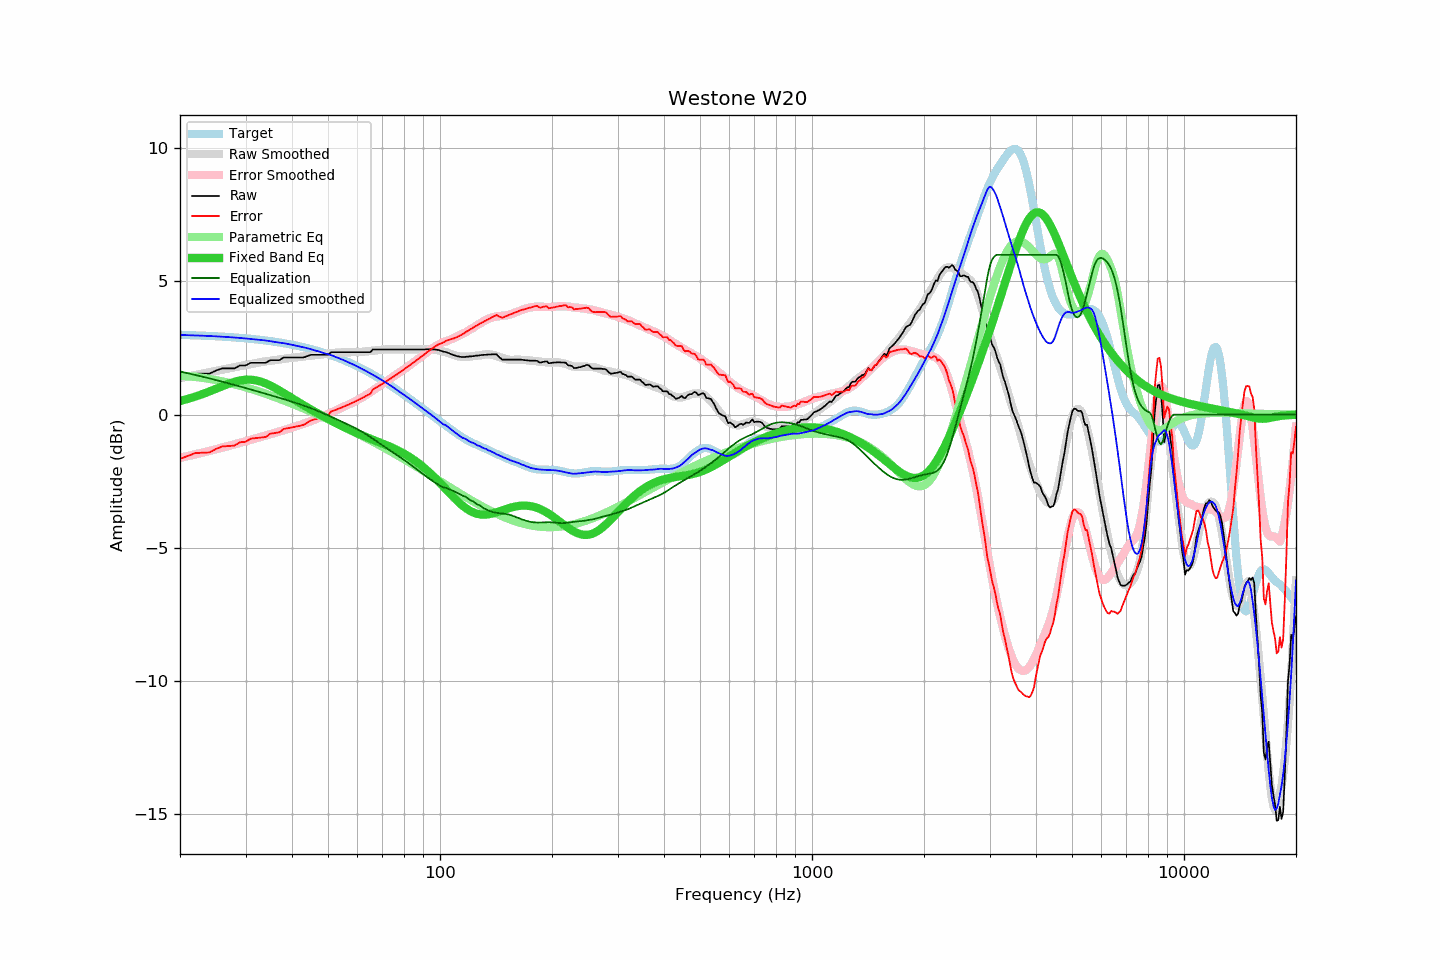 Westone W20
Target
Raw Smoothed
Error Smoothed
Raw
Error
Parametric Eq
Fixed Band Eq
Equalization
Equalized smoothed
10
5
0
−5
−10
−15
Amplitude (dBr)
100
1000
10000
Frequency (Hz)